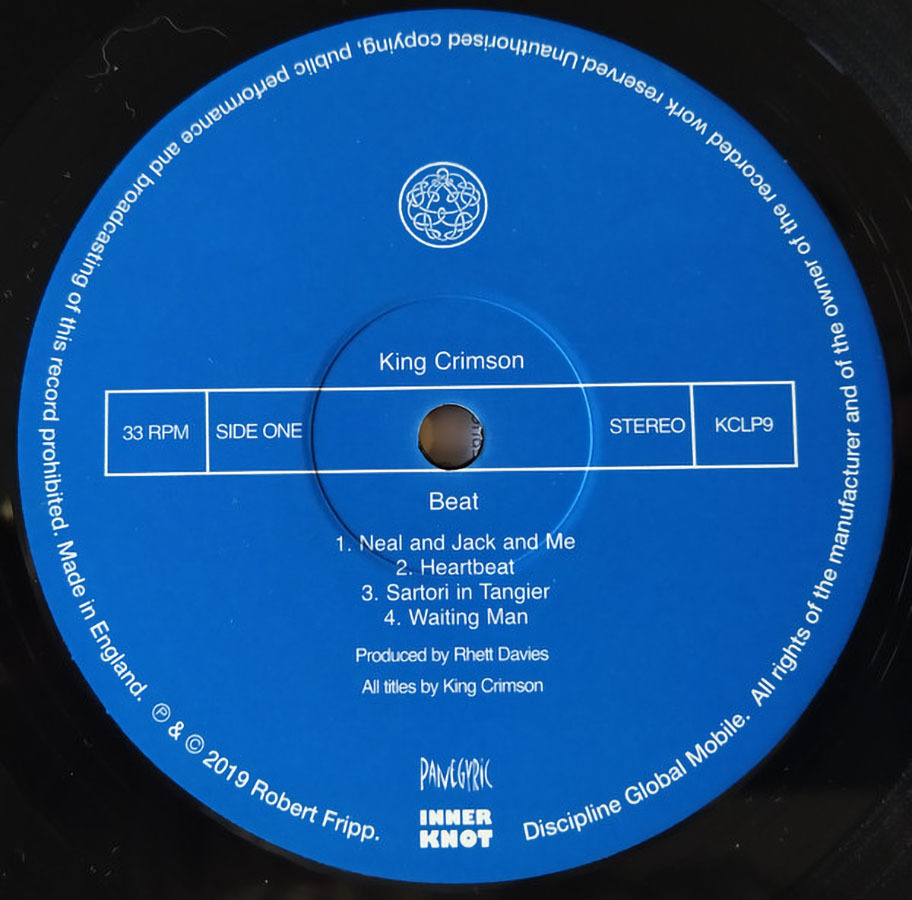 King Crimson
33 RPM
SIDE ONE
STEREO
KCLP9
Beat
1. Neal and Jack and Me
2. Heartbeat
3. Sartori in Tangier
4. Waiting Man
Produced by Rhett Davies
All titles by King Crimson
PANEGYRIC
INNER
KNOT
℗ & © 2019 Robert Fripp. Discipline Global Mobile. All rights of the manufacturer and of the owner of the recorded work reserved.Unauthorised copying, public performance and broadcasting of this record prohibited. Made in England.